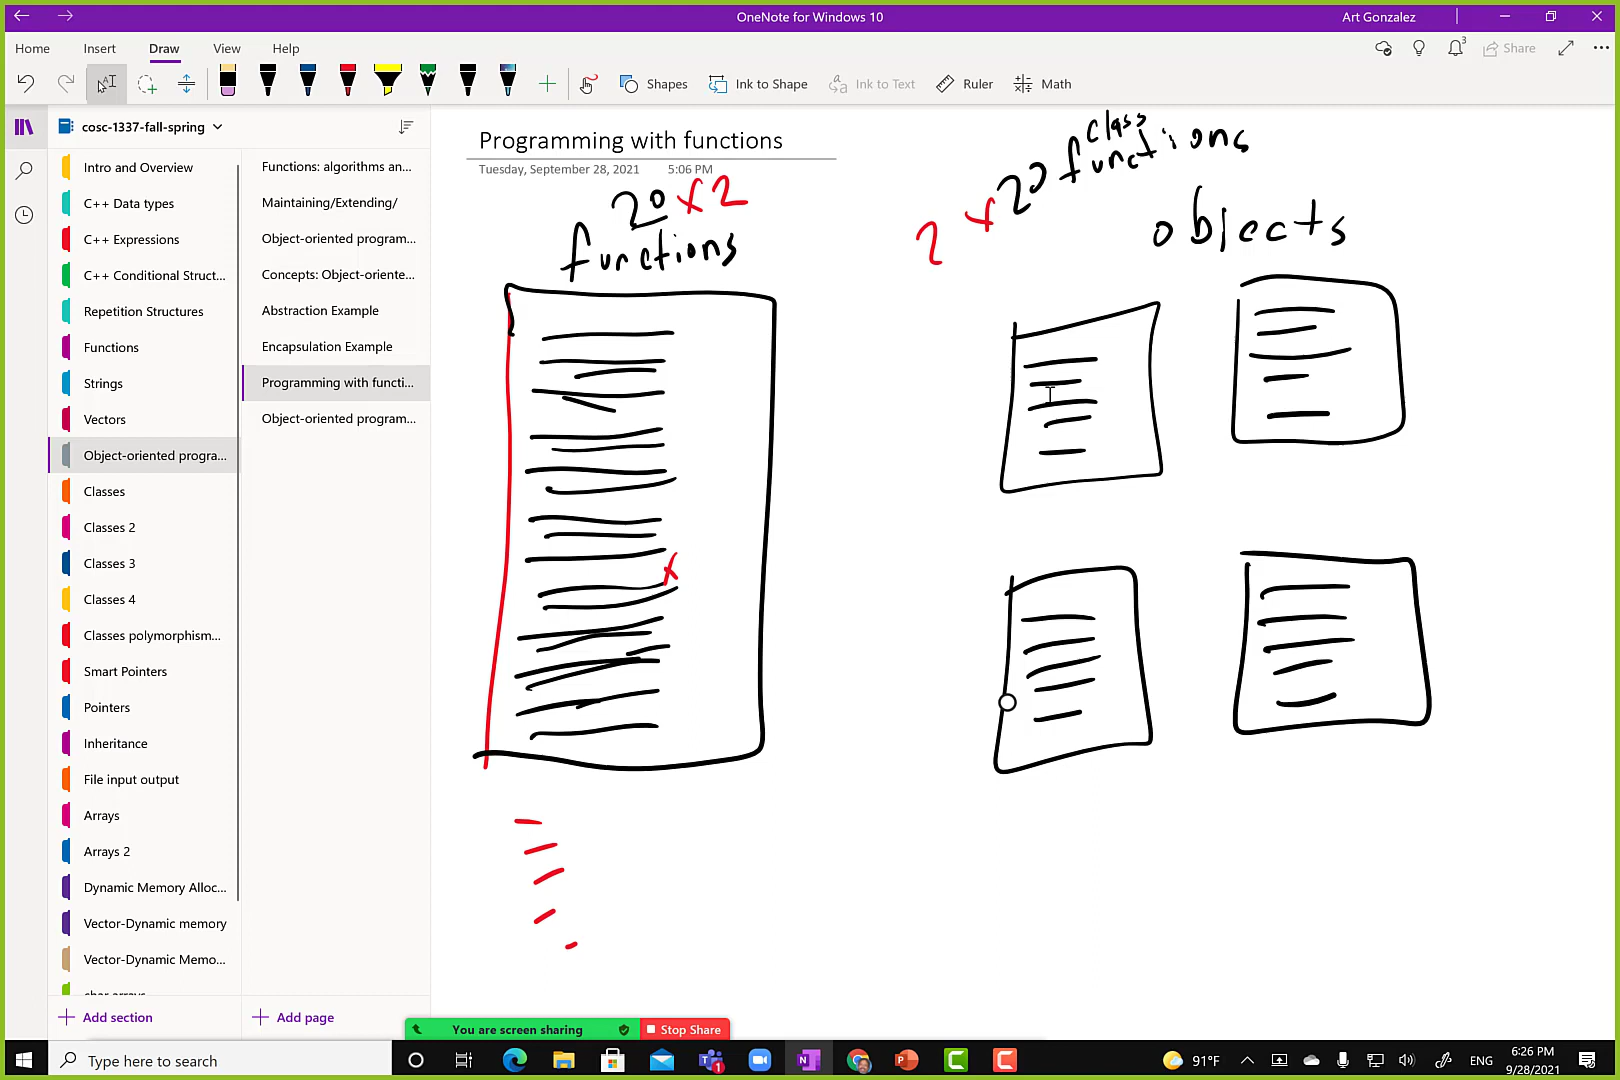 OneNote for Windows 10
Art Gonzalez
Home Insert Draw View Help
3
Share
Shapes
Ink to Shape
Ink to Text
Ruler
Math
cosc-1337-fall-spring
Intro and Overview
C++ Data types
C++ Expressions
C++ Conditional Struct...
Repetition Structures
Functions
Strings
Vectors
Object-oriented progra...
Classes
Classes 2
Classes 3
Classes 4
Classes polymorphism...
Smart Pointers
Pointers
Inheritance
File input output
Arrays
Arrays 2
Dynamic Memory Alloc...
Vector-Dynamic memory
Vector-Dynamic Memo...
char arrays
Add section
Functions: algorithms an...
Maintaining/Extending/
Object-oriented program...
Concepts: Object-oriente...
Abstraction Example
Encapsulation Example
Programming with functi...
Object-oriented program...
Add page
Programming with functions
Tuesday, September 28, 2021 5:06 PM
20 x 2
functions
class
2 x 20 functions
objects
You are screen sharing
Stop Share
Type here to search
1
91°F
ENG
6:26 PM
9/28/2021